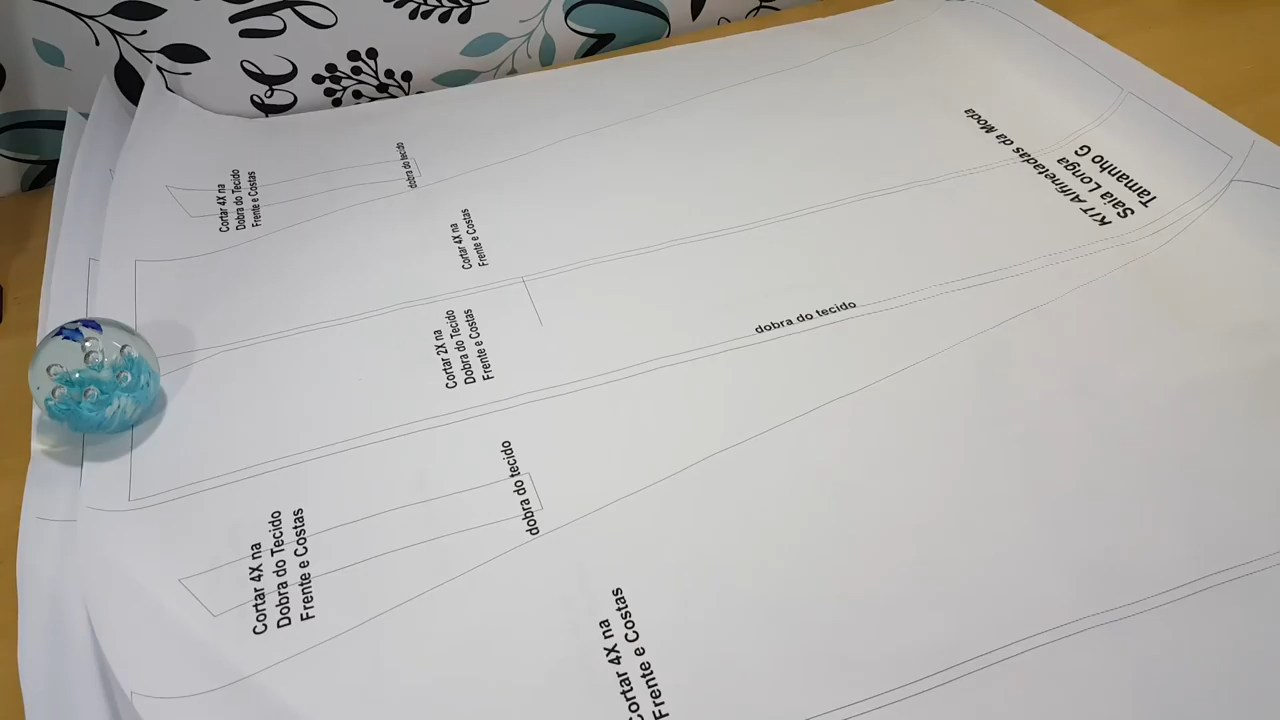 be y
Cortar 4X na
Dobra do Tecido
Frente e Costas
dobra do tecido
KIT Alfinetadas da Moda
Saia Longa
Tamanho G
Cortar 4X na
Frente e Costas
Cortar 2X na
Dobra do Tecido
Frente e Costas
dobra do tecido
dobra do tecido
Cortar 4X na
Dobra do Tecido
Frente e Costas
Cortar 4X na
Frente e Costas